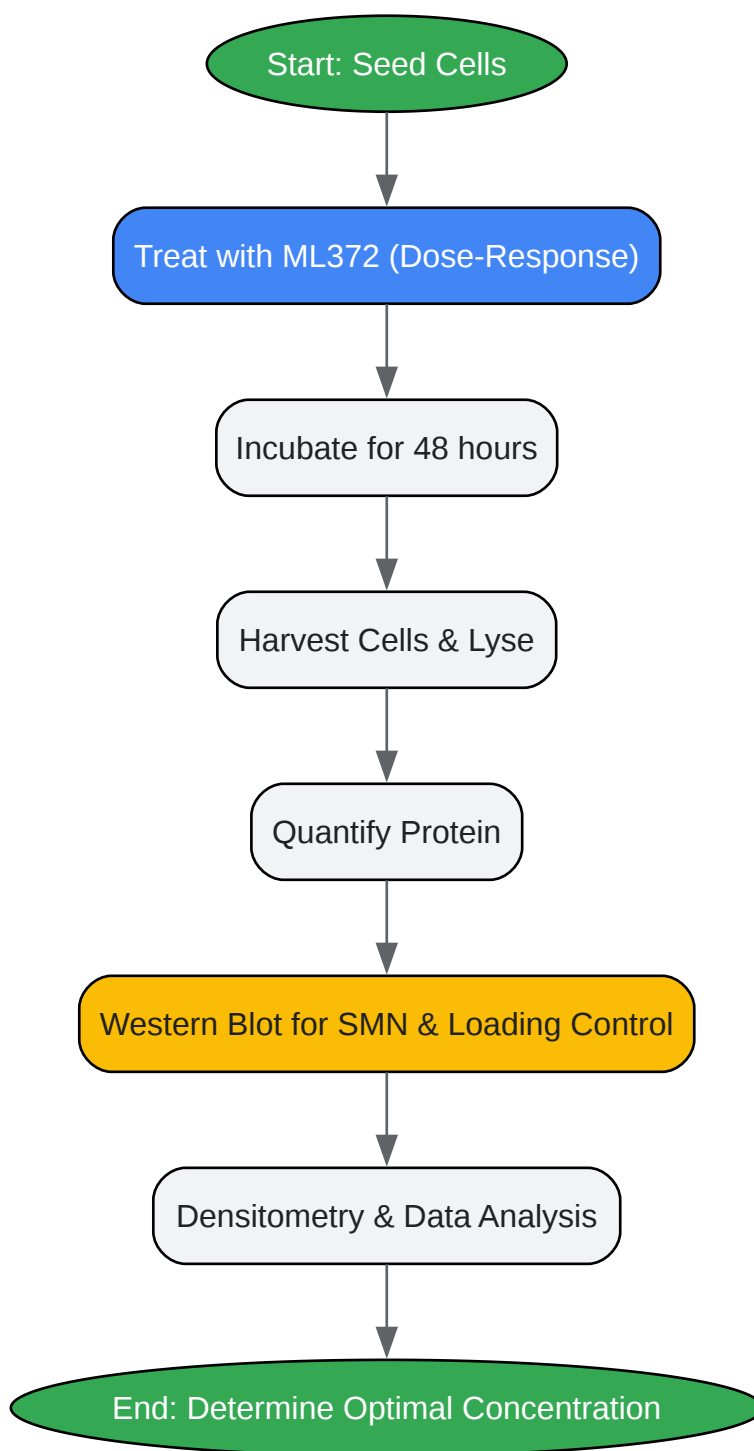 Start: Seed Cells
Treat with ML372 (Dose-Response)
Incubate for 48 hours
Harvest Cells & Lyse
Quantify Protein
Western Blot for SMN & Loading Control
Densitometry & Data Analysis
End: Determine Optimal Concentration